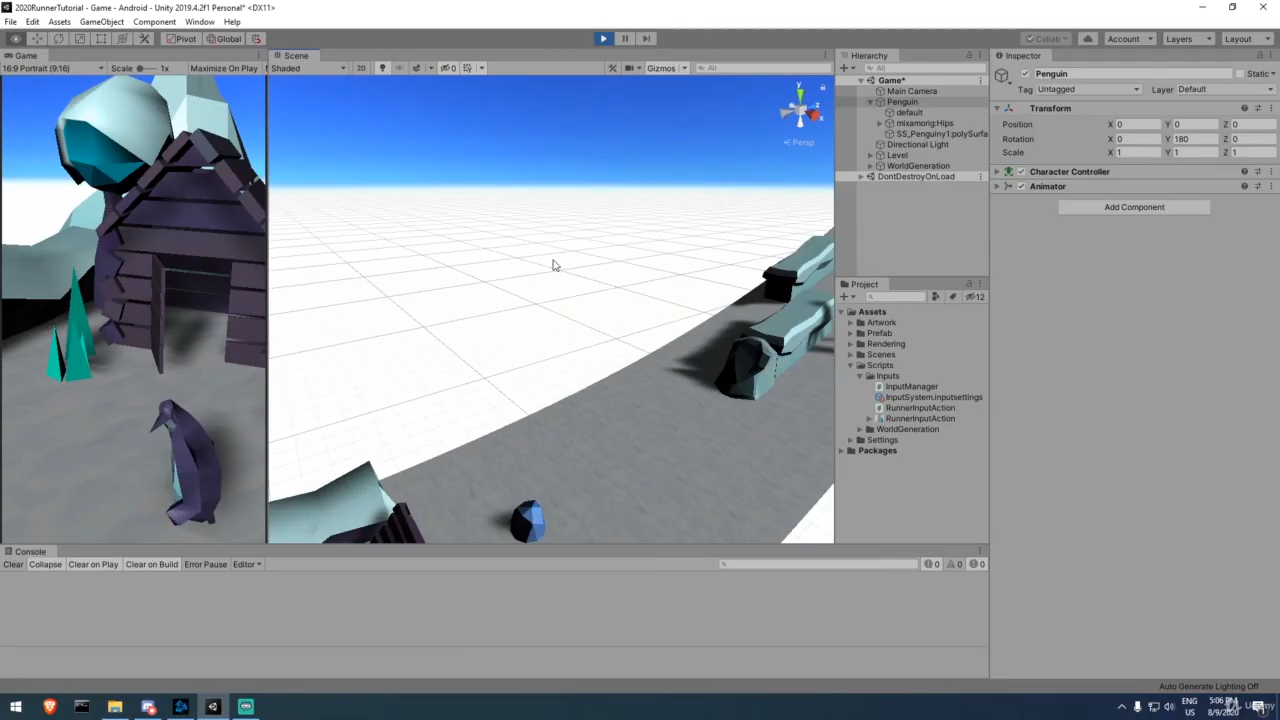 2020RunnerTutorial - Game - Android - Unity 2019.4.2f1 Personal* <DX11>
File Edit Assets GameObject Component Window Help
Pivot Global Collab Account Layers Layout
Game Scene Hierarchy Inspector
16:9 Portrait (9:16) Scale 1x Maximize On Play Shaded 2D 0 Gizmos All All
Penguin Static
Game*
Tag Untagged Layer Default
Main Camera
Penguin
Transform
default
Position X 0 Y 0 Z 0
mixamorig:Hips
SS_Penguiny1:polySurfa
Rotation X 0 Y 180 Z 0
Directional Light
Scale X 1 Y 1 Z 1
Level
WorldGeneration
Character Controller
DontDestroyOnLoad
Animator
Add Component
y
z
x
Persp
Project
12
Assets
Artwork
Prefab
Rendering
Scenes
Scripts
Inputs
InputManager
InputSystem.inputsettings
RunnerInputAction
RunnerInputAction
WorldGeneration
Settings
Packages
Console
Clear Collapse Clear on Play Clear on Build Error Pause Editor 0 0 0
Auto Generate Lighting Off
ENG
US
5:06 PM
8/9/2020
Udemy